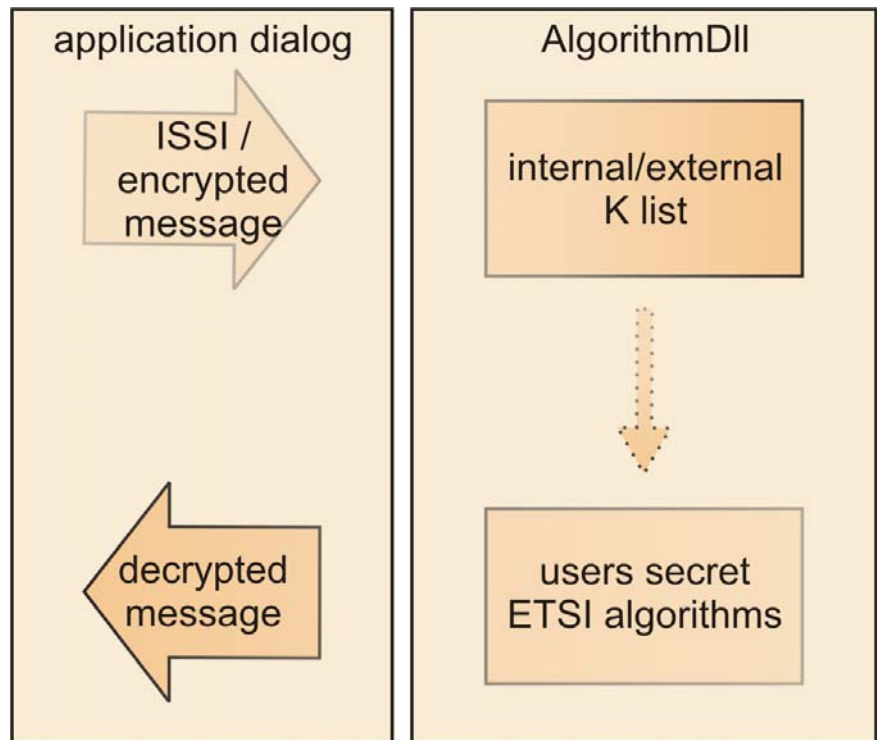 application dialog
ISSI /
encrypted
message
decrypted
message
AlgorithmDll
internal/external
K list
users secret
ETSI algorithms